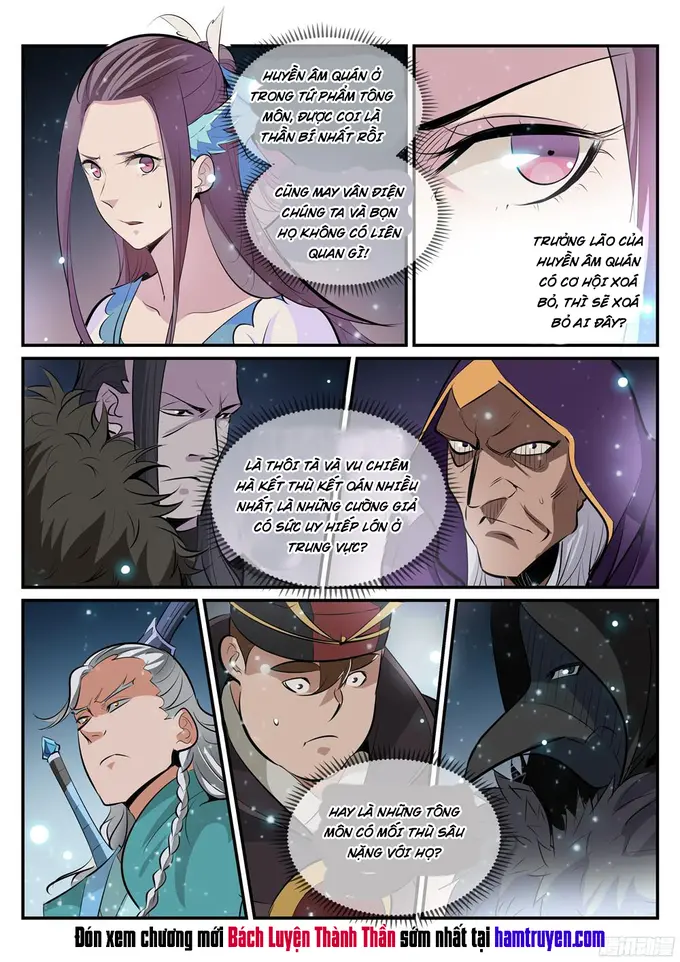 HUYỀN ÂM QUÁN Ở
TRONG TỨ PHẨM TÔNG
MÔN, ĐƯỢC COI LÀ
THẦN BÍ NHẤT RỒI
CŨNG MAY VÂN ĐIỆN
CHÚNG TA VÀ BỌN
HỌ KHÔNG CÓ LIÊN
QUAN GÌ!
TRƯỞNG LÃO CỦA
HUYỀN ÂM QUÁN
CÓ CƠ HỘI XOÁ
BỎ, THÌ SẼ XOÁ
BỎ AI ĐÂY?
LÀ THÔI TÀ VÀ VU CHIÊM
HÀ KẾT THÙ KẾT OÁN NHIỀU
NHẤT, LÀ NHỮNG CƯỜNG GIẢ
CÓ SỨC UY HIẾP LỚN Ở
TRUNG VỰC?
HAY LÀ NHỮNG TÔNG
MÔN CÓ MỐI THÙ SÂU
NẶNG VỚI HỌ?
Đón xem chương mới Bách Luyện Thành Thần sớm nhất tại hamtruyen.com
腾讯动漫